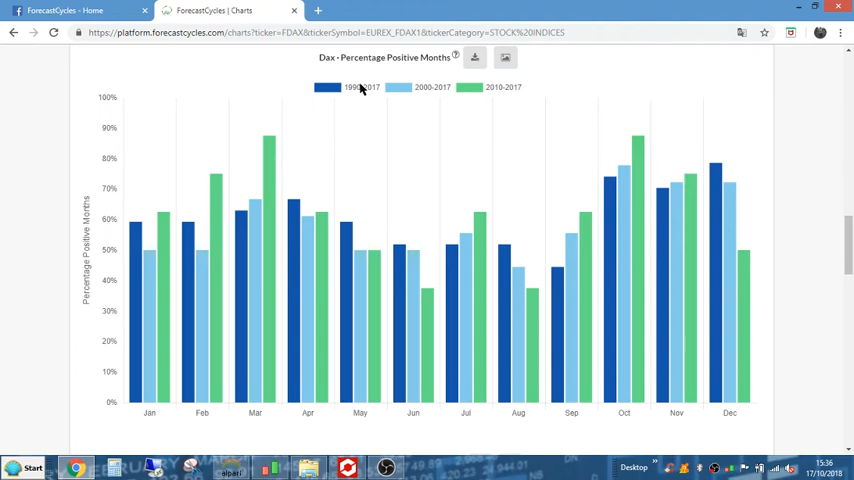 ForecastCycles - Home
ForecastCycles | Charts
https://platform.forecastcycles.com/charts?ticker=FDAX&tickerSymbol=EUREX_FDAX1&tickerCategory=STOCK%20INDICES
Dax - Percentage Positive Months
2000-2017
2010-2017
100%
90%
80%
70%
60%
50%
40%
30%
20%
10%
0%
Percentage Positive Months
Jan
Feb
Mar
Apr
May
Jun
Jul
Aug
Sep
Oct
Nov
Dec
Start
alpari
Desktop
15:36
17/10/2018